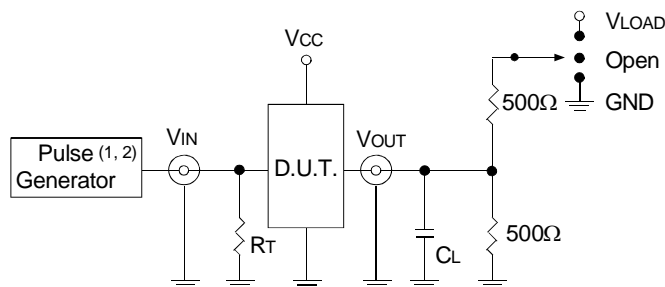 VLOAD
Open
GND
VCC
500Ω
VIN
VOUT
Pulse (1, 2)
Generator
D.U.T.
RT
CL
500Ω